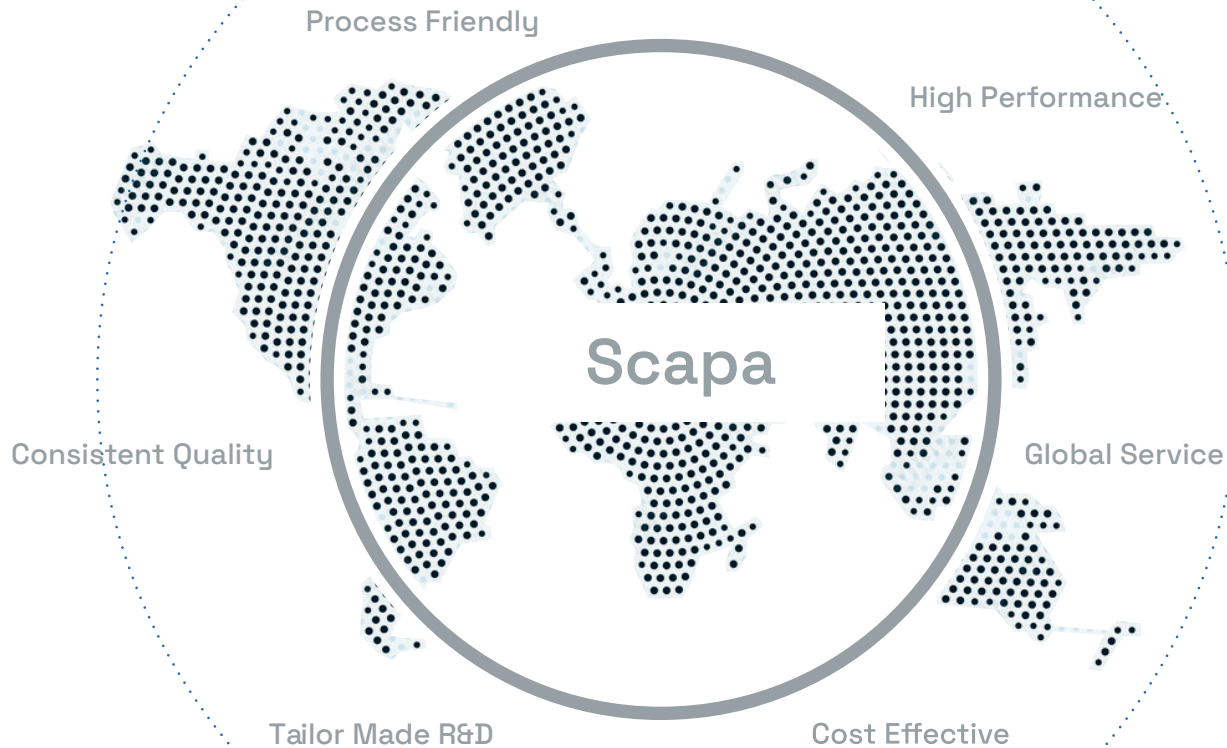 Process Friendly
High Performance
Scapa
Consistent Quality
Global Service
Tailor Made R&D
Cost Effective